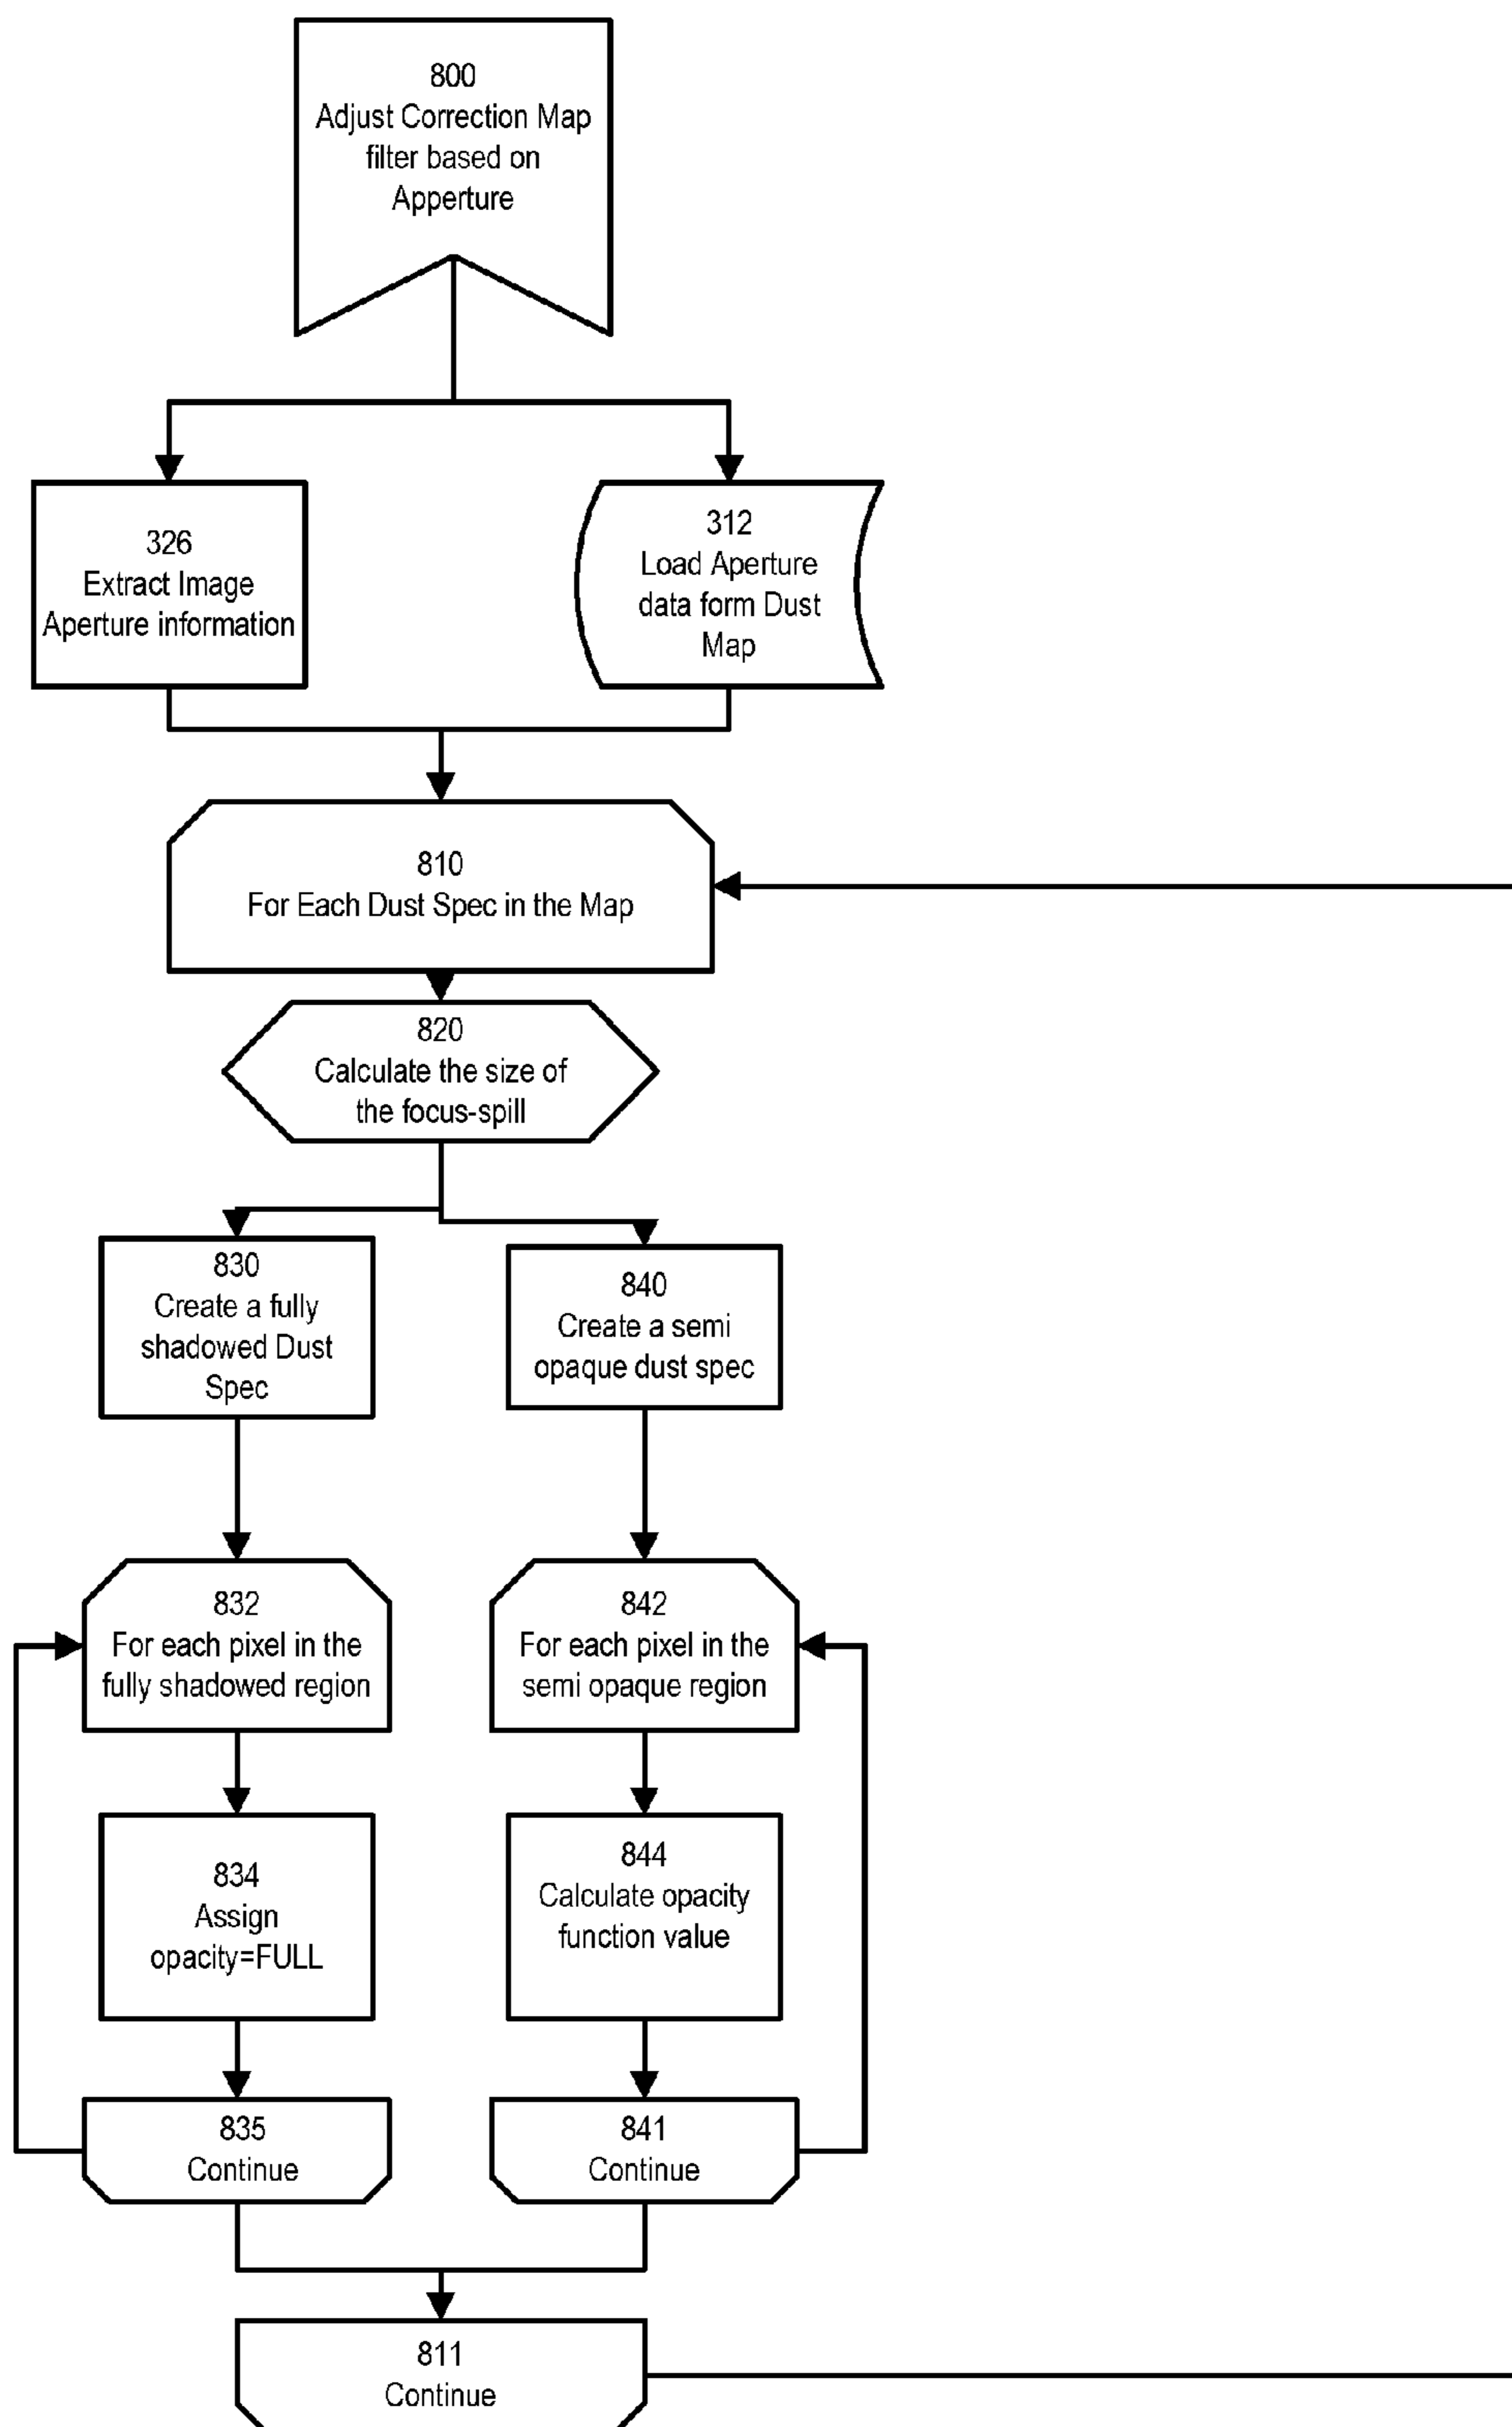 800
Adjust Correction Map
filter based on
Apperture
326
Extract Image
Aperture information
312
Load Aperture
data form Dust
Map
810
For Each Dust Spec in the Map
820
Calculate the size of
the focus-spill
830
Create a fully
shadowed Dust
Spec
840
Create a semi
opaque dust spec
832
For each pixel in the
fully shadowed region
842
For each pixel in the
semi opaque region
834
Assign
opacity=FULL
844
Calculate opacity
function value
835
Continue
841
Continue
811
Continue